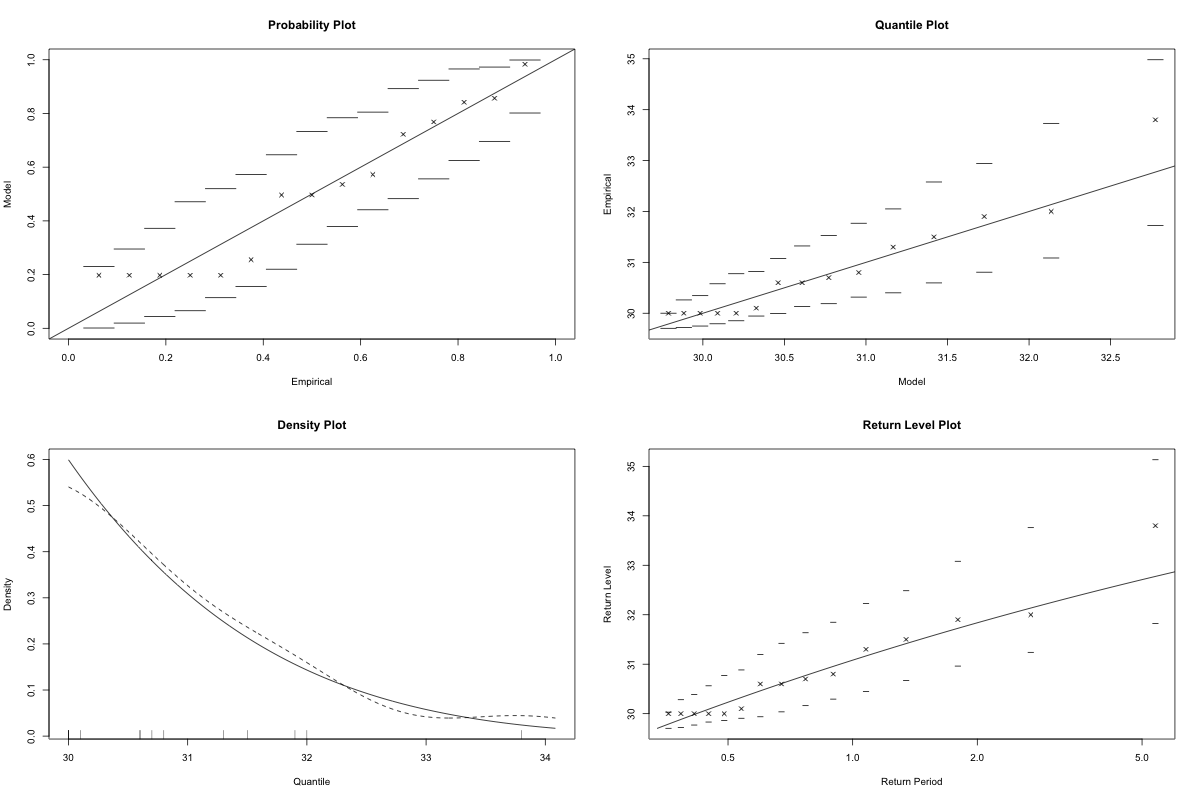 Probability Plot
Model
0.0 0.2 0.4 0.6 0.8 1.0
0.0 0.2 0.4 0.6 0.8 1.0
Empirical
Quantile Plot
Empirical
30 31 32 33 34 35
30.0 30.5 31.0 31.5 32.0 32.5
Model
Density Plot
Density
0.0 0.1 0.2 0.3 0.4 0.5 0.6
30 31 32 33 34
Quantile
Return Level Plot
Return Level
30 31 32 33 34 35
0.5 1.0 2.0 5.0
Return Period